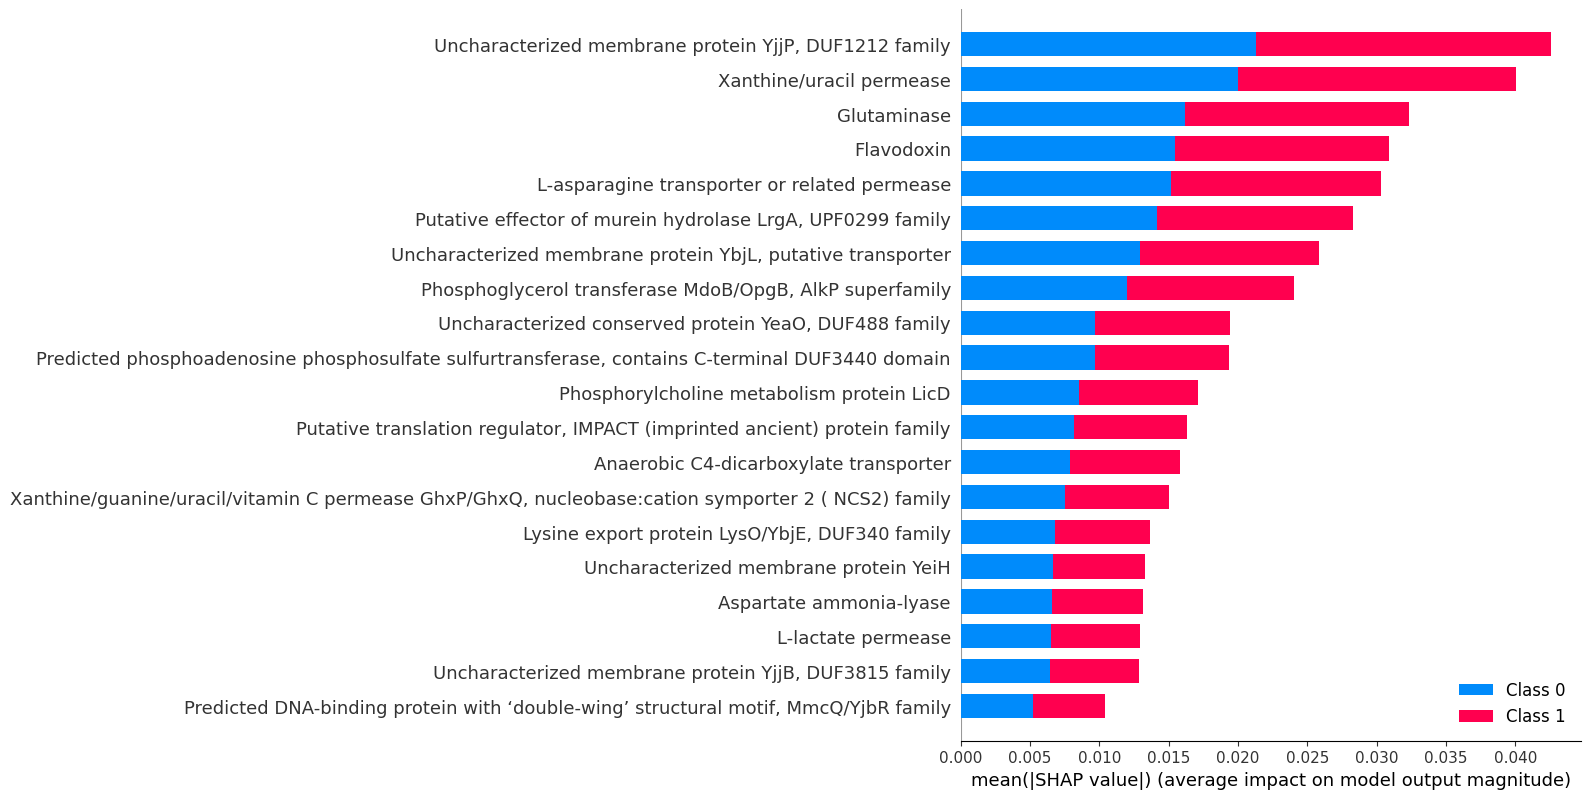 Uncharacterized membrane protein YjjP, DUF1212 family
Xanthine/uracil permease
Glutaminase
Flavodoxin
L-asparagine transporter or related permease
Putative effector of murein hydrolase LrgA, UPF0299 family
Uncharacterized membrane protein YbjL, putative transporter
Phosphoglycerol transferase MdoB/OpgB, AlkP superfamily
Uncharacterized conserved protein YeaO, DUF488 family
Predicted phosphoadenosine phosphosulfate sulfurtransferase, contains C-terminal DUF3440 domain
Phosphorylcholine metabolism protein LicD
Putative translation regulator, IMPACT (imprinted ancient) protein family
Anaerobic C4-dicarboxylate transporter
Xanthine/guanine/uracil/vitamin C permease GhxP/GhxQ, nucleobase:cation symporter 2 ( NCS2) family
Lysine export protein LysO/YbjE, DUF340 family
Uncharacterized membrane protein YeiH
Aspartate ammonia-lyase
L-lactate permease
Uncharacterized membrane protein YjjB, DUF3815 family
Predicted DNA-binding protein with ‘double-wing’ structural motif, MmcQ/YjbR family
Class 0
Class 1
0.000 0.005 0.010 0.015 0.020 0.025 0.030 0.035 0.040
mean(|SHAP value|) (average impact on model output magnitude)